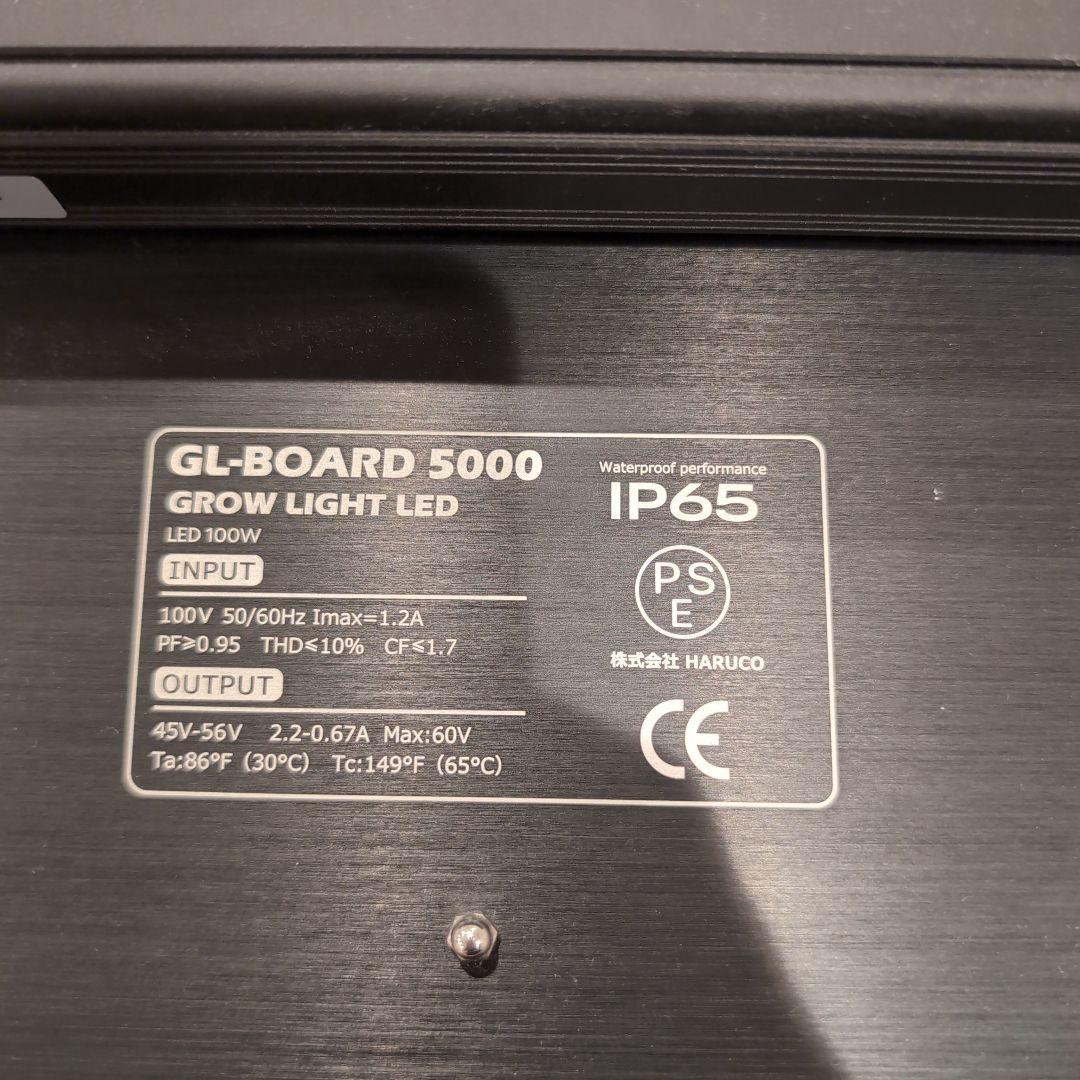 GL-BOARD 5000
GROW LIGHT LED
LED 100W
INPUT
100V 50/60Hz Imax=1.2A
PF≥0.95 THD≤10% CF≤1.7
OUTPUT
45V-56V 2.2-0.67A Max:60V
Ta:86°F (30°C) Tc:149°F (65°C)
Waterproof performance
IP65
PS
E
株式会社 HARUCO
CE